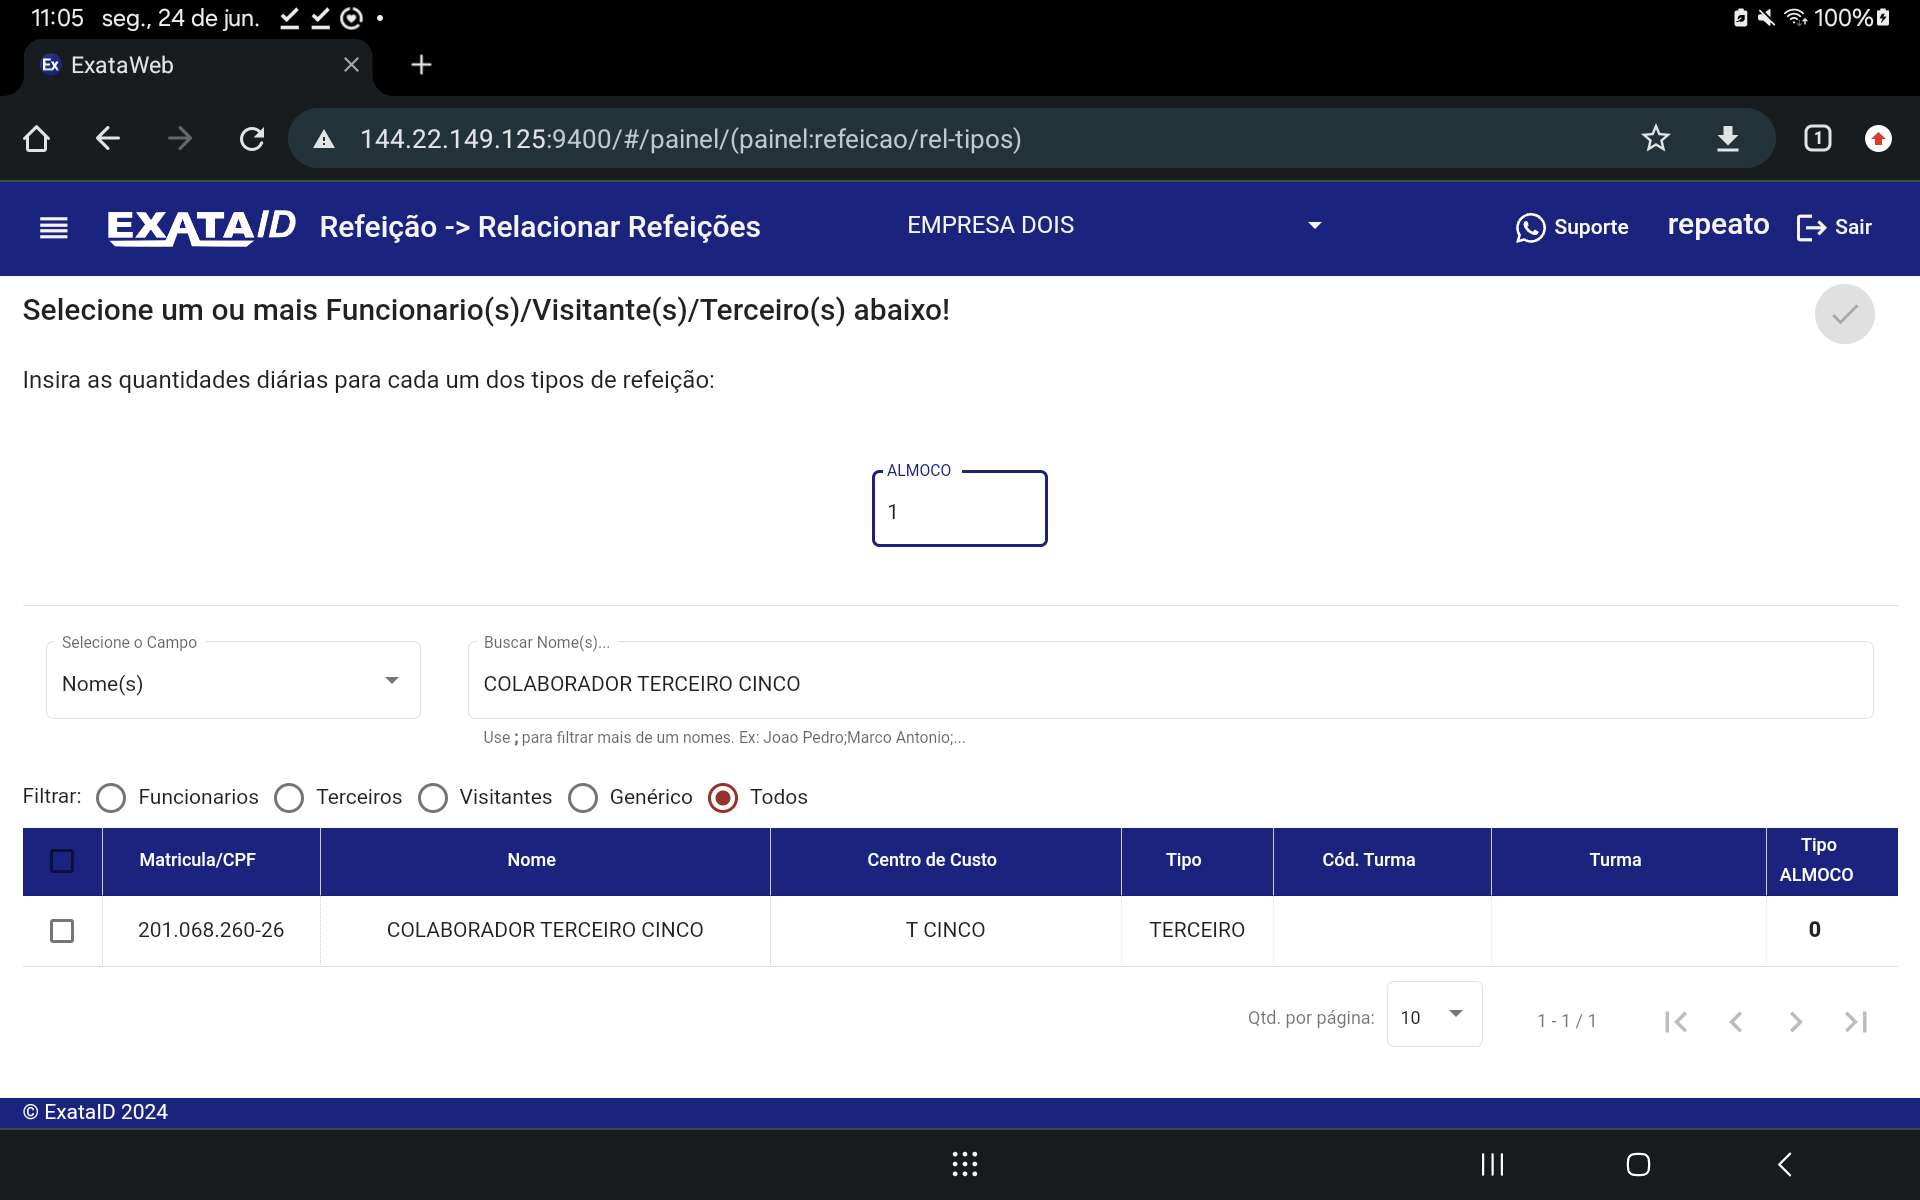 11:05 seg., 24 de jun.
100%
Ex ExataWeb
144.22.149.125:9400/#/painel/(painel:refeicao/rel-tipos)
1
EXATAID Refeição -> Relacionar Refeições EMPRESA DOIS Suporte repeato Sair
Selecione um ou mais Funcionario(s)/Visitante(s)/Terceiro(s) abaixo!
Insira as quantidades diárias para cada um dos tipos de refeição:
ALMOCO
1
Selecione o Campo
Nome(s)
Buscar Nome(s)...
COLABORADOR TERCEIRO CINCO
Use ; para filtrar mais de um nomes. Ex: Joao Pedro;Marco Antonio;...
Filtrar: Funcionarios Terceiros Visitantes Genérico Todos
Matricula/CPF Nome Centro de Custo Tipo Cód. Turma Turma Tipo ALMOCO
201.068.260-26 COLABORADOR TERCEIRO CINCO T CINCO TERCEIRO 0
Qtd. por página: 10 1 - 1 / 1
© ExataID 2024